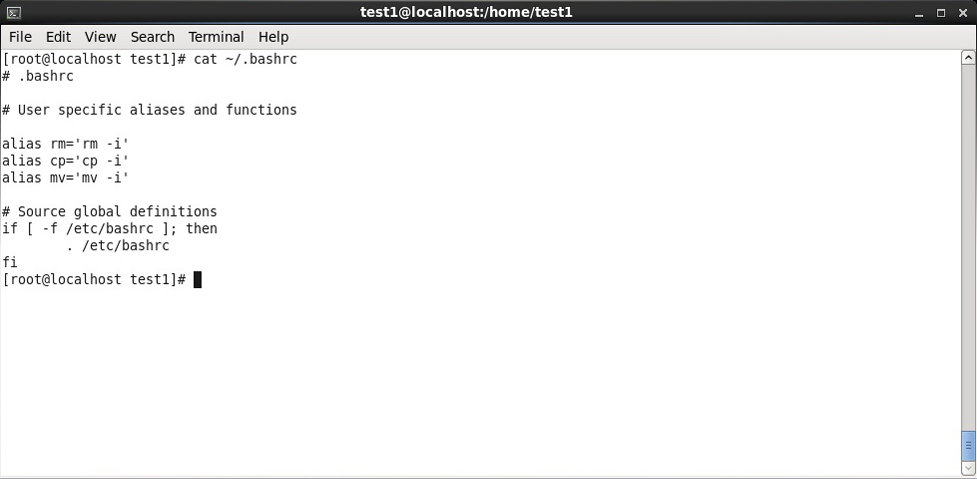 test1@localhost:/home/test1
File Edit View Search Terminal Help
[root@localhost test1]# cat ~/.bashrc
# .bashrc
# User specific aliases and functions
alias rm='rm -i'
alias cp='cp -i'
alias mv='mv -i'
# Source global definitions
if [ -f /etc/bashrc ]; then
        . /etc/bashrc
fi
[root@localhost test1]#